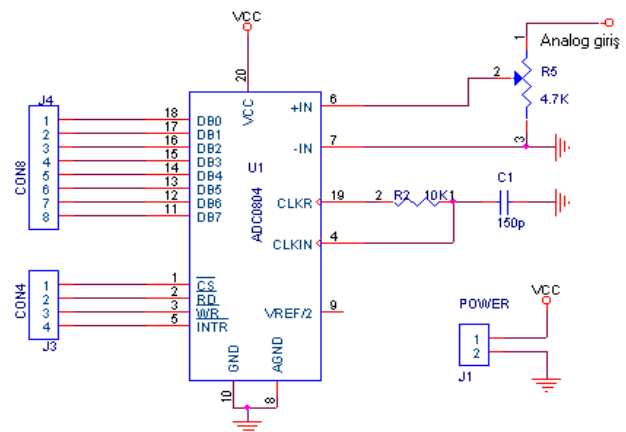 VCC
1
Analog giriş
20
2
R5
4.7K
3
J4
CON8
1
2
3
4
5
6
7
8
18
17
16
15
14
13
12
11
DB0
DB1
DB2
DB3
DB4
DB5
DB6
DB7
VCC
U1
ADC0804
+IN
6
-IN
7
CLKR
19
2
R2
10K
1
C1
150p
CLKIN
4
CON4
1
2
3
4
J3
1
2
3
5
CS
RD
WR
INTR
VREF/2
9
GND
AGND
10
8
POWER
VCC
1
2
J1